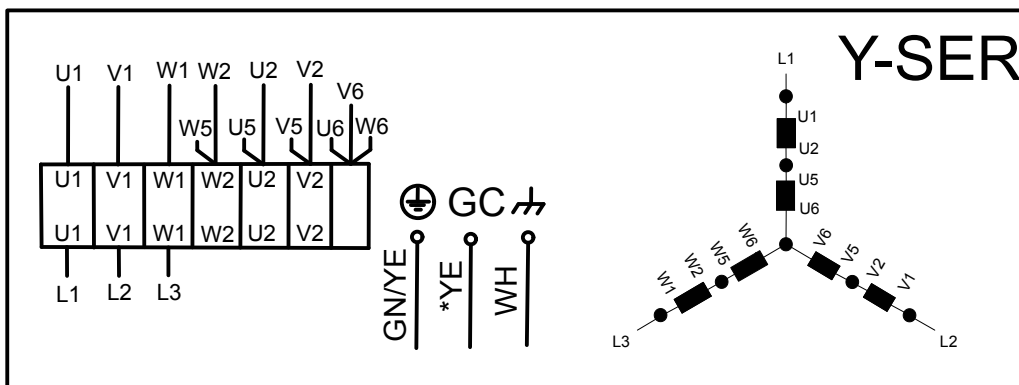 Y-SER
U1 V1 W1 W2 U2 V2 V6
W5 U5 V5 U6 W6
U1 V1 W1 W2 U2 V2
U1 V1 W1 W2 U2 V2
L1 L2 L3
GC
GN/YE *YE WH
L1
U1
U2
U5
U6
W1 W2 W5 W6
V6 V5 V2 V1
L3 L2